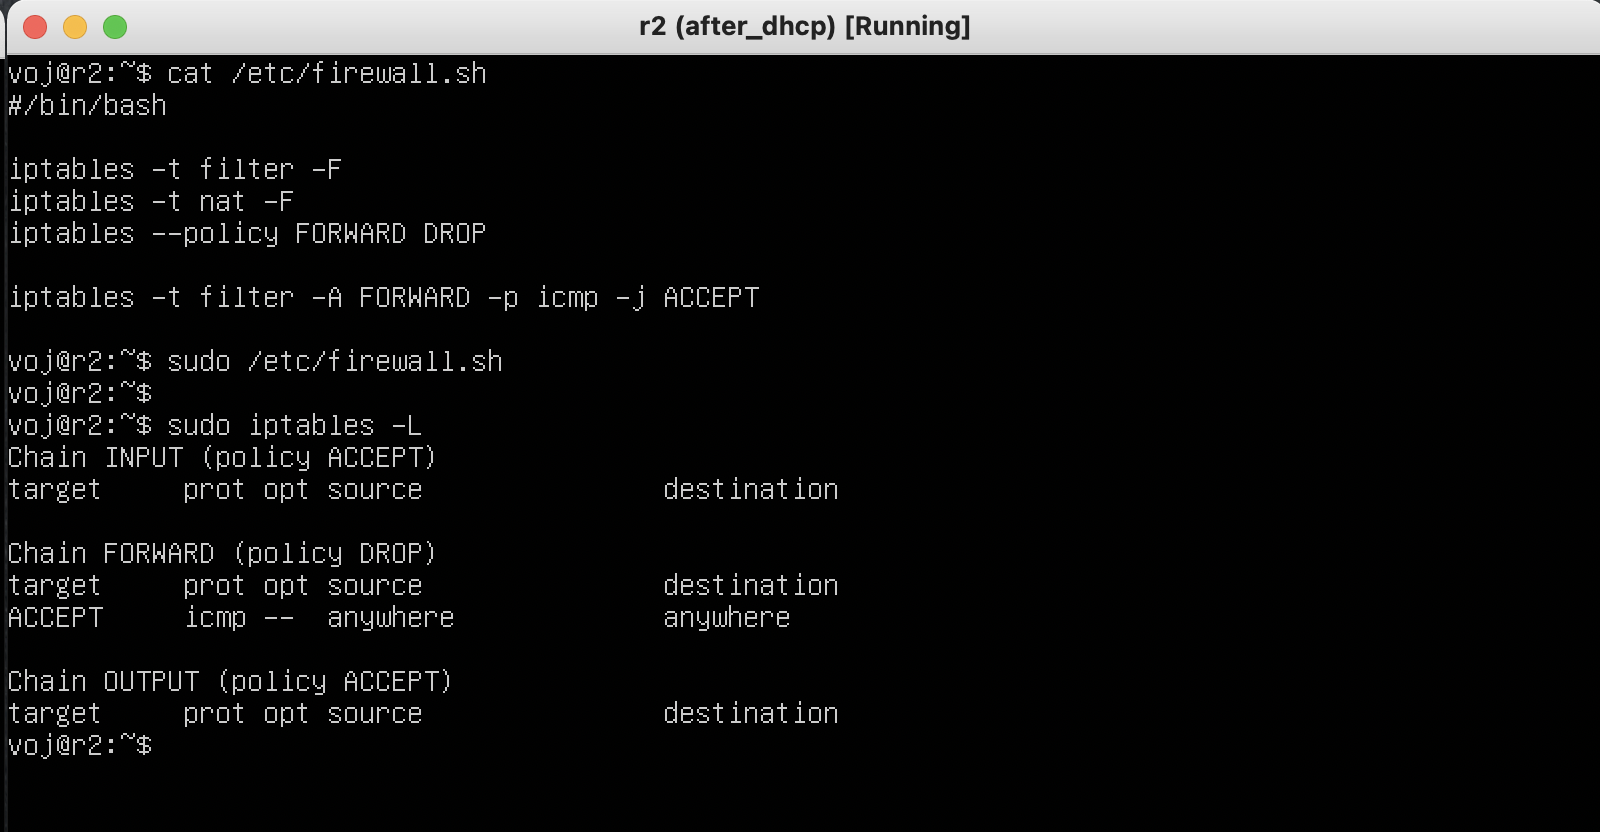 r2 (after_dhcp) [Running]
voj@r2:~$ cat /etc/firewall.sh
#/bin/bash
iptables -t filter -F
iptables -t nat -F
iptables --policy FORWARD DROP
iptables -t filter -A FORWARD -p icmp -j ACCEPT
voj@r2:~$ sudo /etc/firewall.sh
voj@r2:~$
voj@r2:~$ sudo iptables -L
Chain INPUT (policy ACCEPT)
target     prot opt source               destination
Chain FORWARD (policy DROP)
target     prot opt source               destination
ACCEPT     icmp --  anywhere             anywhere
Chain OUTPUT (policy ACCEPT)
target     prot opt source               destination
voj@r2:~$